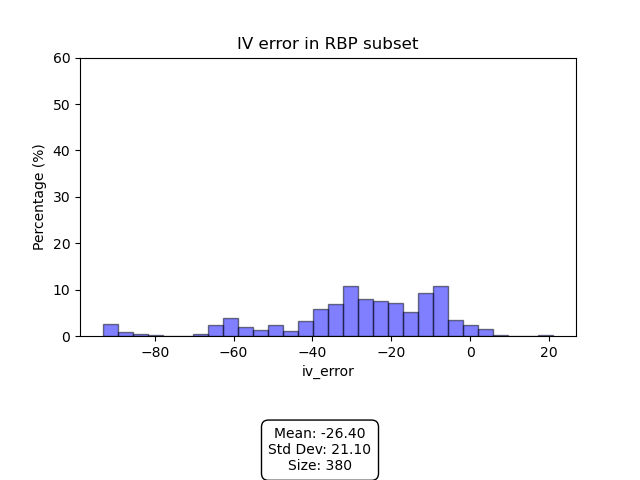 IV error in RBP subset
60
50
40
30
20
10
0
Percentage (%)
−80 −60 −40 −20 0 20
iv_error
Mean: -26.40
Std Dev: 21.10
Size: 380